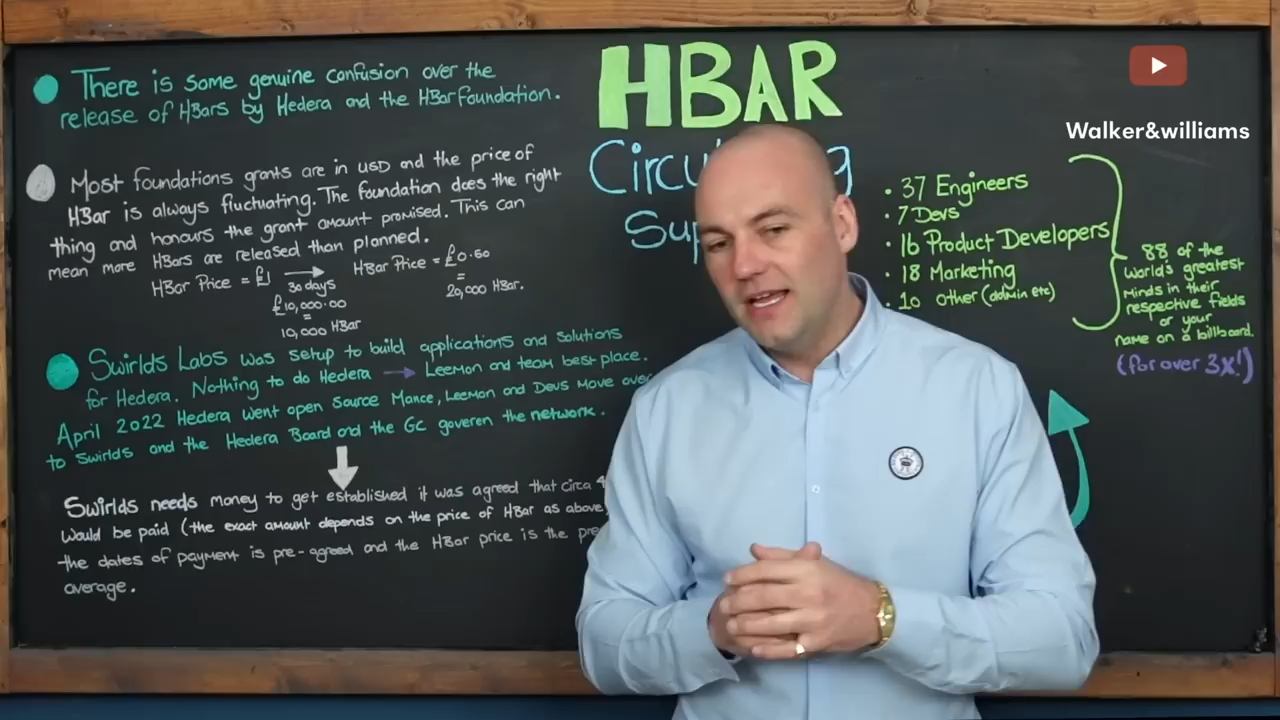 There is some genuine confusion over the
release of HBars by Hedera and the HBar Foundation.
Most foundations grants are in USD and the price of
HBar is always fluctuating. The foundation does the right
thing and honours the grant amount promised. This can
mean more HBars are released than planned.
HBar Price = £1
30 days
HBar Price = £0.50
£10,000.00
=
10,000 HBar
=
20,000 HBar.
Swirlds Labs was setup to build applications and solutions
for Hedera. Nothing to do Hedera → Leemon and team best place.
April 2022 Hedera went open source Mance, Leemon and Devs move over
to Swirlds and the Hedera Board and the GC goveren the network.
Swirlds needs money to get established it was agreed that circa
would be paid (the exact amount depends on the price of HBar as above
the dates of payment is pre-agreed and the HBar price is the
average.
HBAR
• 37 Engineers
• 7 Devs
• 16 Product Developers
• 18 Marketing
• 10 other (admin etc)
88 of the
world's greatest
minds in their
respective fields
or your
name on a billboard.
(for over 3x!)
Walker&williams